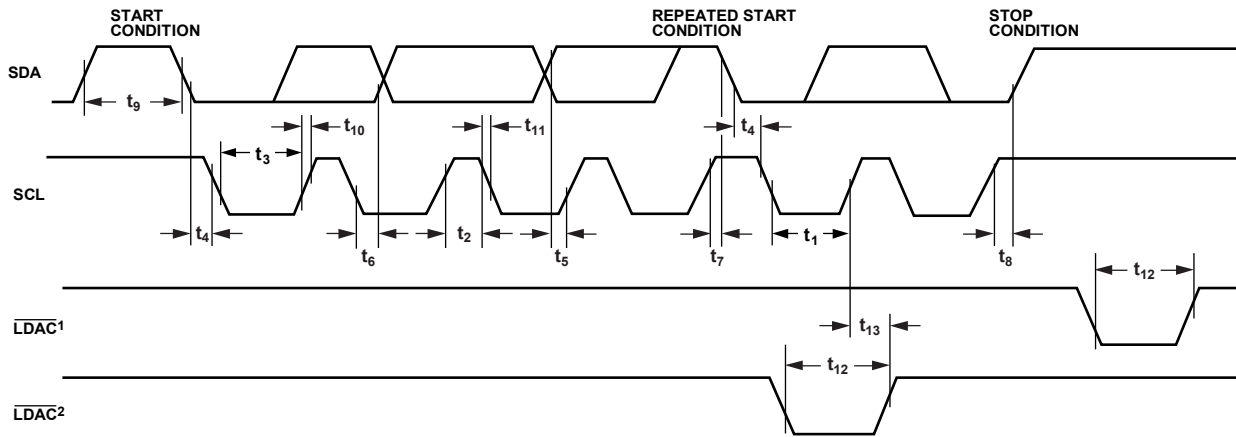 START
CONDITION
REPEATED START
CONDITION
STOP
CONDITION
SDA
t9
t10
t11
t4
t3
SCL
t4
t6
t2
t5
t7
t1
t8
t12
LDAC1
t13
t12
LDAC2